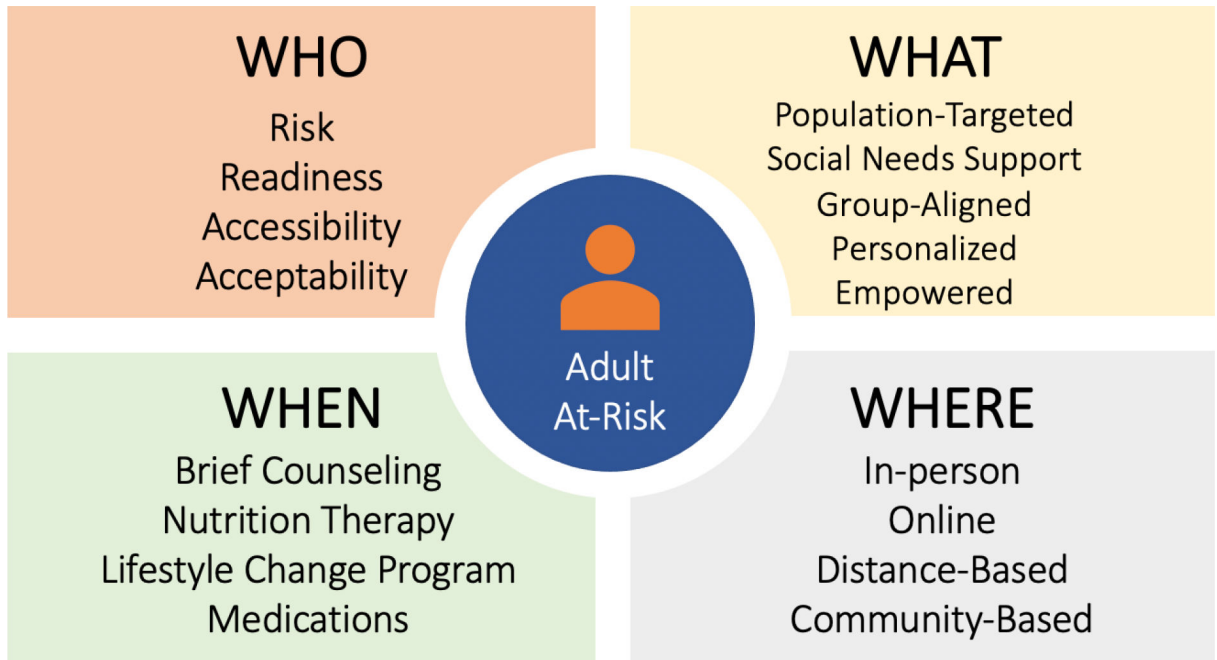 WHO
Risk
Readiness
Accessibility
Acceptability
WHAT
Population-Targeted
Social Needs Support
Group-Aligned
Personalized
Empowered
Adult
At-Risk
WHEN
Brief Counseling
Nutrition Therapy
Lifestyle Change Program
Medications
WHERE
In-person
Online
Distance-Based
Community-Based